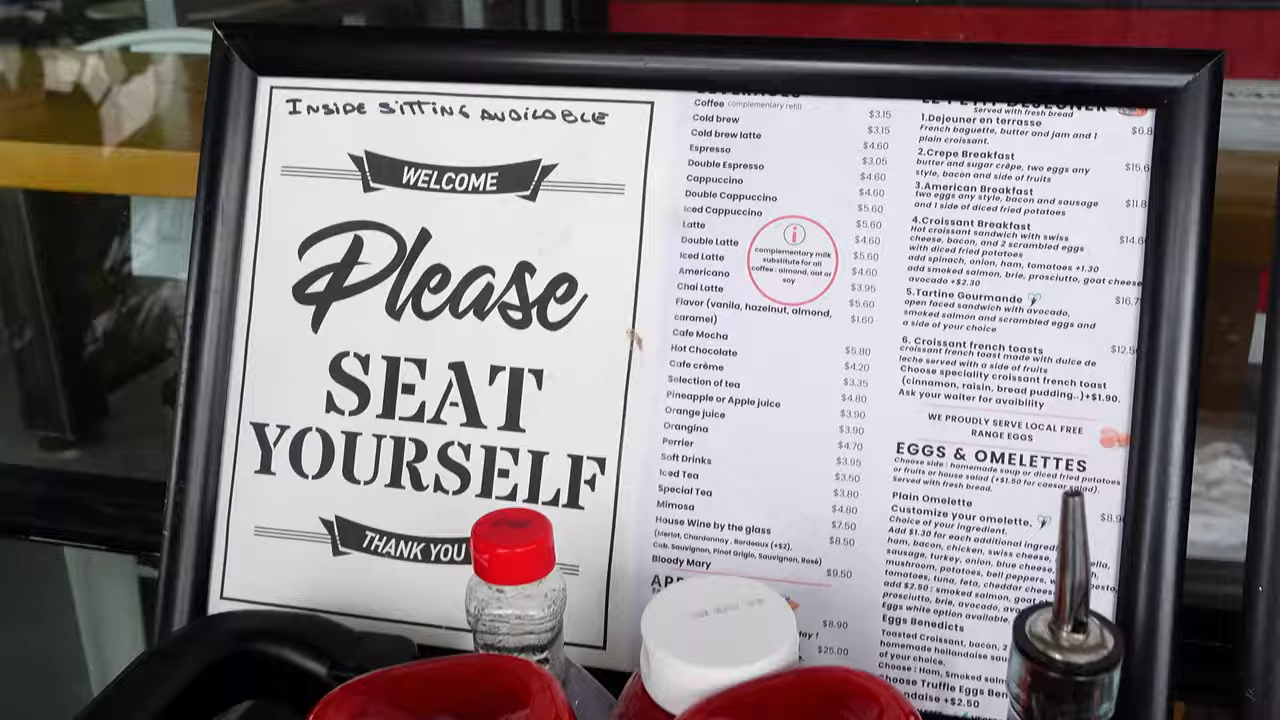 INSIDE SITTING AVAILABLE
WELCOME
Please
SEAT
YOURSELF
THANK YOU
BEVERAGES
Coffee complementary refill $3.15
Cold brew $3.15
Cold brew latte $4.60
Espresso $3.05
Double Espresso $4.60
Cappuccino $4.60
Double Cappuccino $5.60
Iced Cappuccino $5.60
Latte $4.60
Double Latte $5.60
Iced Latte $4.60
Americano $3.95
Chai Latte $5.60
Flavor (vanila, hazelnut, almond, $1.60
caramel)
Cafe Mocha $5.80
Hot Chocolate $4.20
Cafe crème $3.35
Selection of tea $4.80
Pineapple or Apple juice $3.90
Orange juice $3.90
Orangina $4.70
Perrier $3.95
Soft Drinks $3.50
Iced Tea $3.80
Special Tea $4.80
Mimosa $7.50
House Wine by the glass $8.50
(Merlot, Chardonnay, Bordeaux (+$2),
Cab. Sauvignon, Pinot Grigio, Sauvignon, Rosé)
Bloody Mary $9.50
i
complementary milk
substitute for all
coffee : almond, oat or
soy
$8.90
$25.00
LE PETIT DEJEUNER
Served with fresh bread
1.Dejeuner en terrasse $6.8
French baguette, butter and jam and 1
plain croissant.
2.Crepe Breakfast $15.6
butter and sugar crêpe, two eggs any
style, bacon and side of fruits
3.American Breakfast $11.8
two eggs any style, bacon and sausage
and 1 side of diced fried potatoes
4.Croissant Breakfast $14.6
Hot croissant sandwich with swiss
cheese, bacon, and 2 scrambled eggs
with diced fried potatoes
add spinach, onion, ham, tomatoes +1.30
add smoked salmon, brie, prosciutto, goat cheese
avocado +$2.30
5.Tartine Gourmande $16.7
open faced sandwich with avocado,
smoked salmon and scrambled eggs and
a side of your choice
6. Croissant french toasts $12.5
croissant french toast made with dulce de
leche served with a side of fruits
Choose speciality croissant french toast
(cinnamon, raisin, bread pudding..)+$1.90.
Ask your waiter for avaibility
WE PROUDLY SERVE LOCAL FREE
RANGE EGGS
EGGS & OMELETTES
Choose side : homemade soup or diced fried potatoes
or fruits or house salad (+$1.50 for caesar salad).
Served with fresh bread.
Plain Omelette $8.9
Customize your omelette.
Choice of your ingredient.
Add $1.30 for each additional
ham, bacon, chicken, swiss cheese,
sausage, turkey, onion, blue cheese,
mushroom, potatoes, bell peppers,
tomatoes, tuna, feta, cheddar
add $2.50 : smoked salmon, goat
prosciutto, brie, avocado,
Eggs white option available.
Eggs Benedicts
Toasted Croissant, bacon, 2
homemade hollandaise
of your choice.
Choose : Ham, Smoked
Choose Truffle Eggs
+$2.50